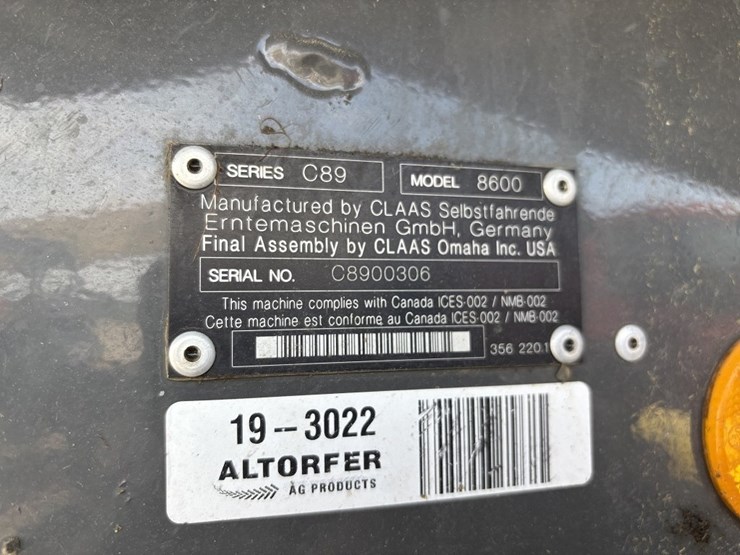 SERIES C89 MODEL 8600
Manufactured by CLAAS Selbstfahrende
Erntemaschinen GmbH, Germany
Final Assembly by CLAAS Omaha Inc. USA
SERIAL NO. C8900306
This machine complies with Canada ICES-002 / NMB-002
Cette machine est conforme au Canada ICES-002 / NMB-002
356 220.1
19--3022
ALTORFER
AG PRODUCTS